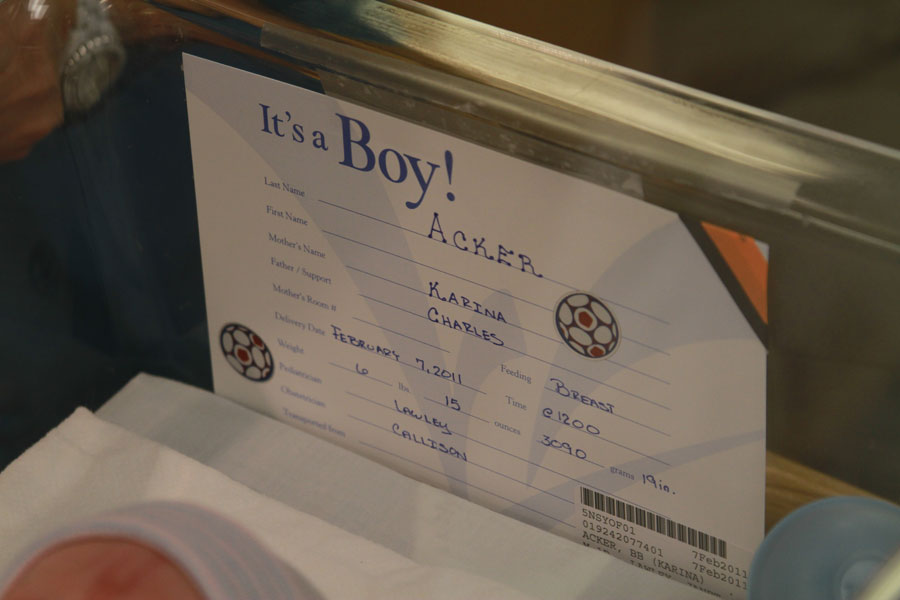 It's a Boy!
Last Name ACKER
First Name
Mother's Name KARINA
Father / Support CHARLES
Mother's Room #
Delivery Date FEBRUARY 7, 2011 Feeding BREAST
Weight 6 lbs 15 ounces Time @1200
3090 grams 19in.
Pediatrician LAWLEY
Obstetrician CALLISON
Transported from
5NSYOF01
019242077401 7Feb2011
ACKER, BB (KARINA) 7Feb2011